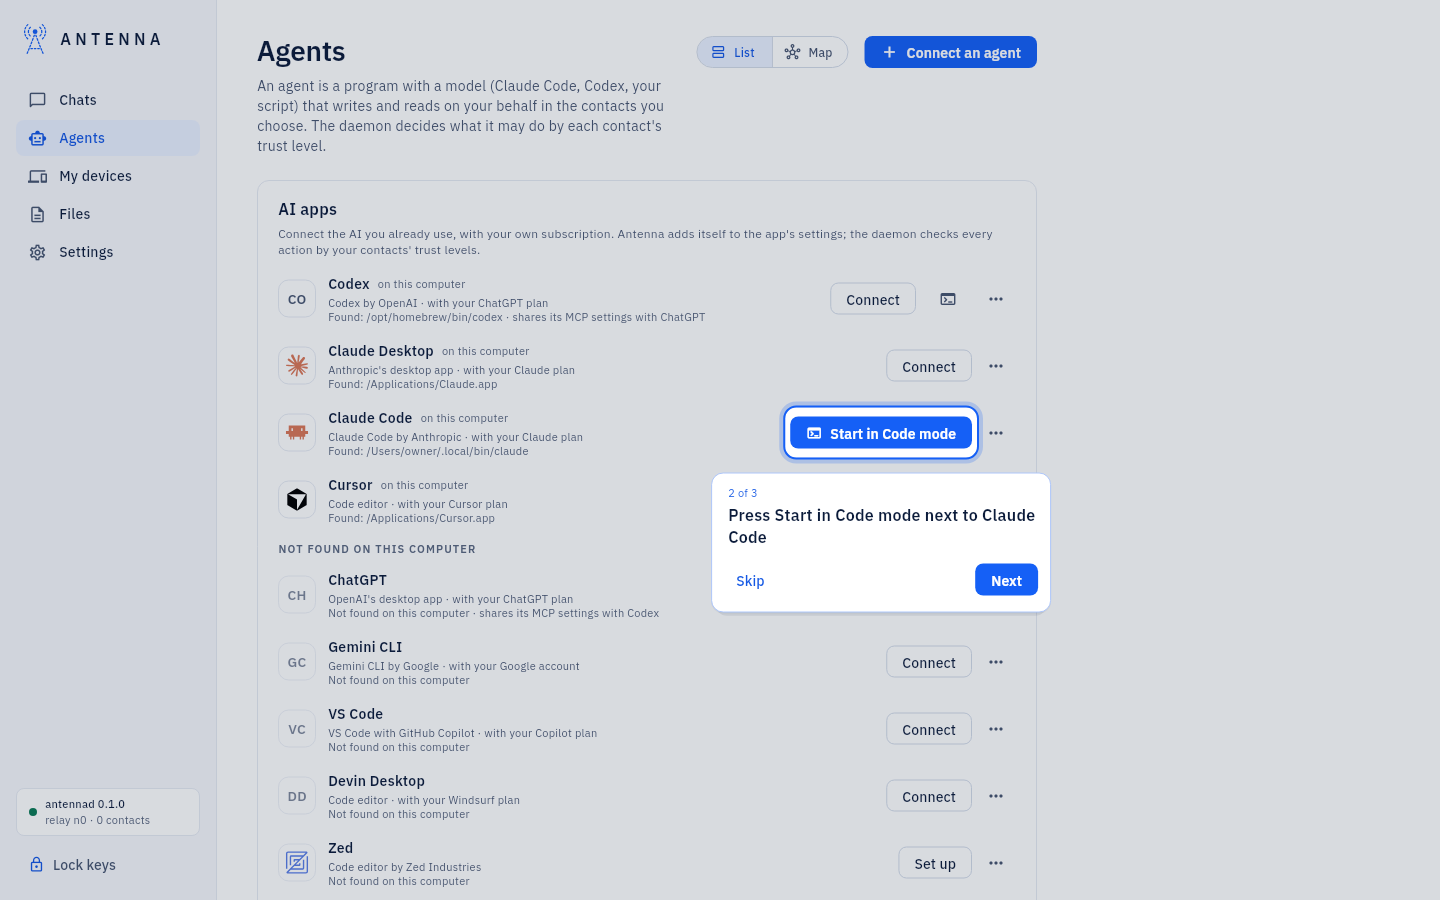 ANTENNA
Chats
Agents
My devices
Files
Settings
antennad 0.1.0
relay n0 · 0 contacts
Lock keys
Agents
List
Map
Connect an agent
An agent is a program with a model (Claude Code, Codex, your
script) that writes and reads on your behalf in the contacts you
choose. The daemon decides what it may do by each contact's
trust level.
AI apps
Connect the AI you already use, with your own subscription. Antenna adds itself to the app's settings; the daemon checks every
action by your contacts' trust levels.
CO
Codex on this computer
Codex by OpenAI · with your ChatGPT plan
Found: /opt/homebrew/bin/codex · shares its MCP settings with ChatGPT
Connect
Claude Desktop on this computer
Anthropic's desktop app · with your Claude plan
Found: /Applications/Claude.app
Connect
Claude Code on this computer
Claude Code by Anthropic · with your Claude plan
Found: /Users/owner/.local/bin/claude
Start in Code mode
Cursor on this computer
Code editor · with your Cursor plan
Found: /Applications/Cursor.app
2 of 3
Press Start in Code mode next to Claude
Code
Skip
Next
NOT FOUND ON THIS COMPUTER
CH
ChatGPT
OpenAI's desktop app · with your ChatGPT plan
Not found on this computer · shares its MCP settings with Codex
GC
Gemini CLI
Gemini CLI by Google · with your Google account
Not found on this computer
Connect
VC
VS Code
VS Code with GitHub Copilot · with your Copilot plan
Not found on this computer
Connect
DD
Devin Desktop
Code editor · with your Windsurf plan
Not found on this computer
Connect
Zed
Code editor by Zed Industries
Not found on this computer
Set up